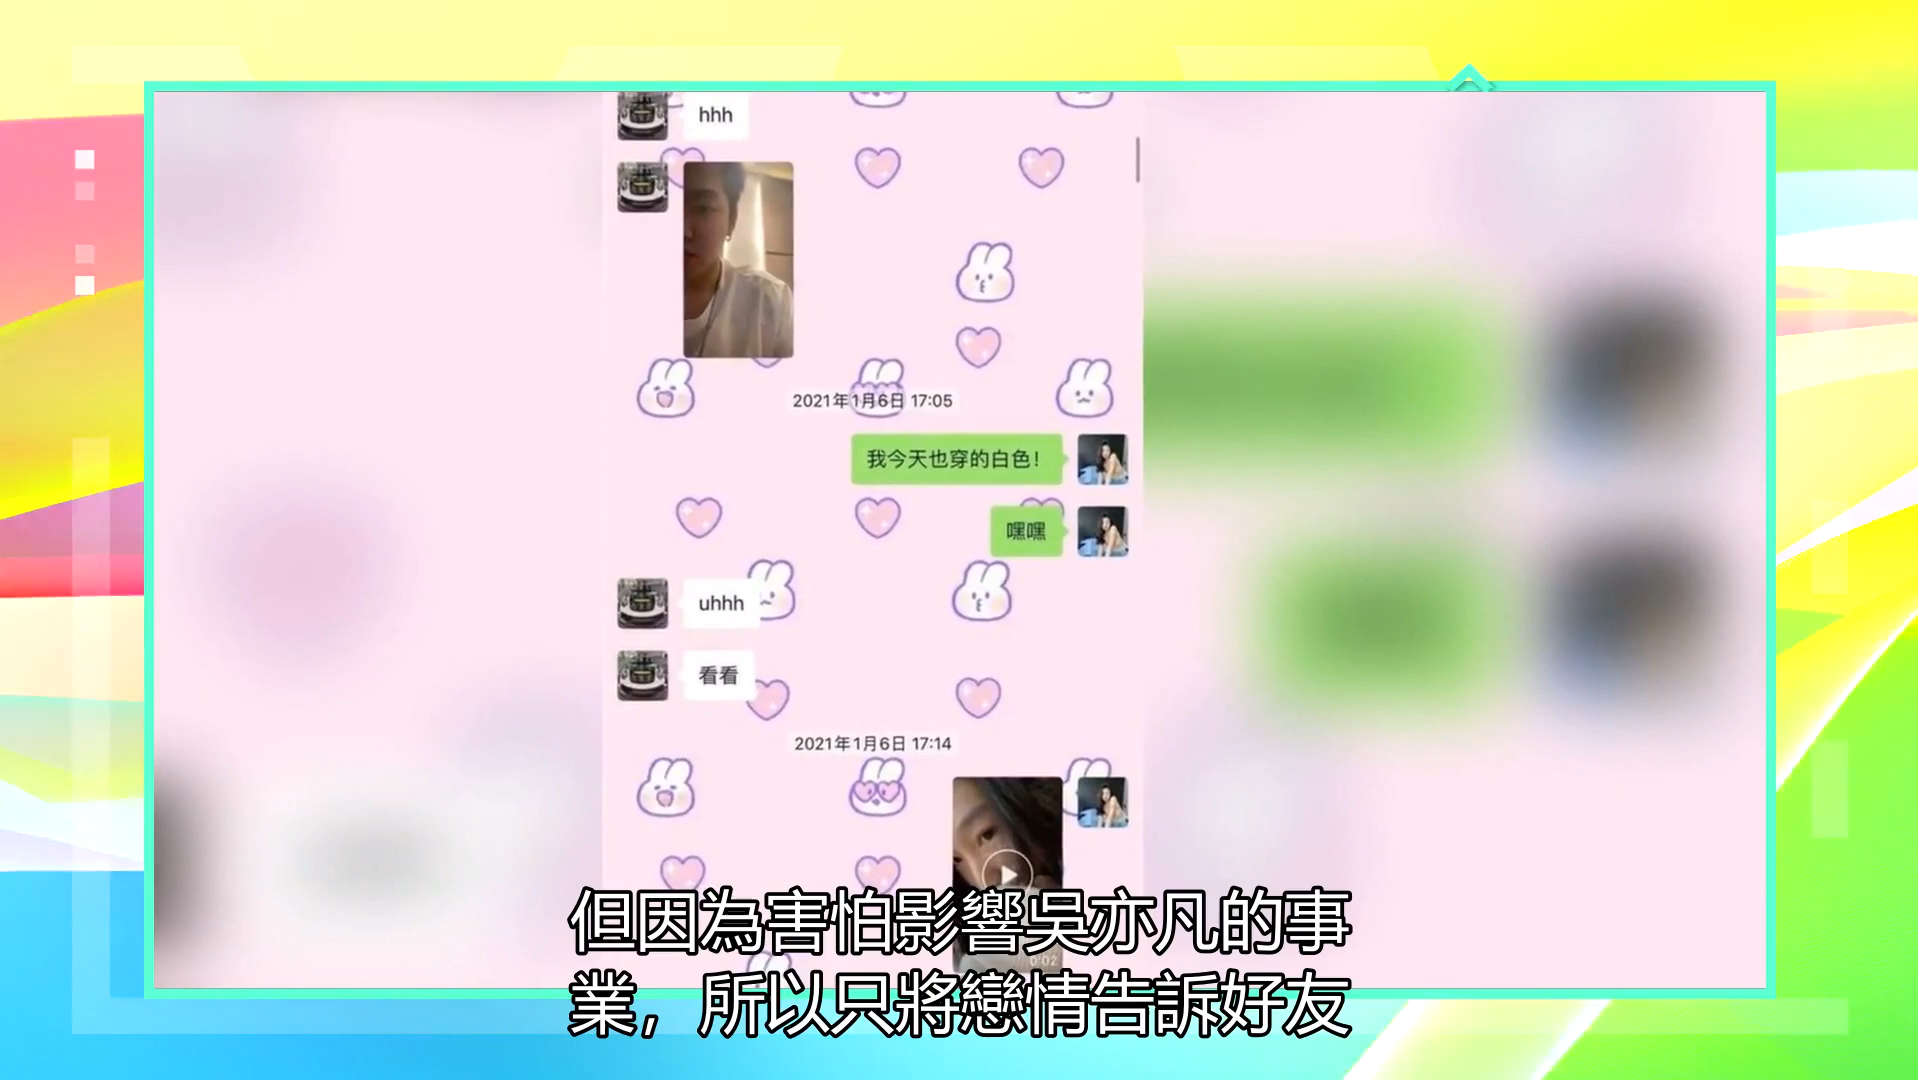 hhh
2021年1月6日 17:05
我今天也穿的白色！
嘿嘿
uhhh
看看
2021年1月6日 17:14
0:02
但因為害怕影響吳亦凡的事
業，所以只將戀情告訴好友